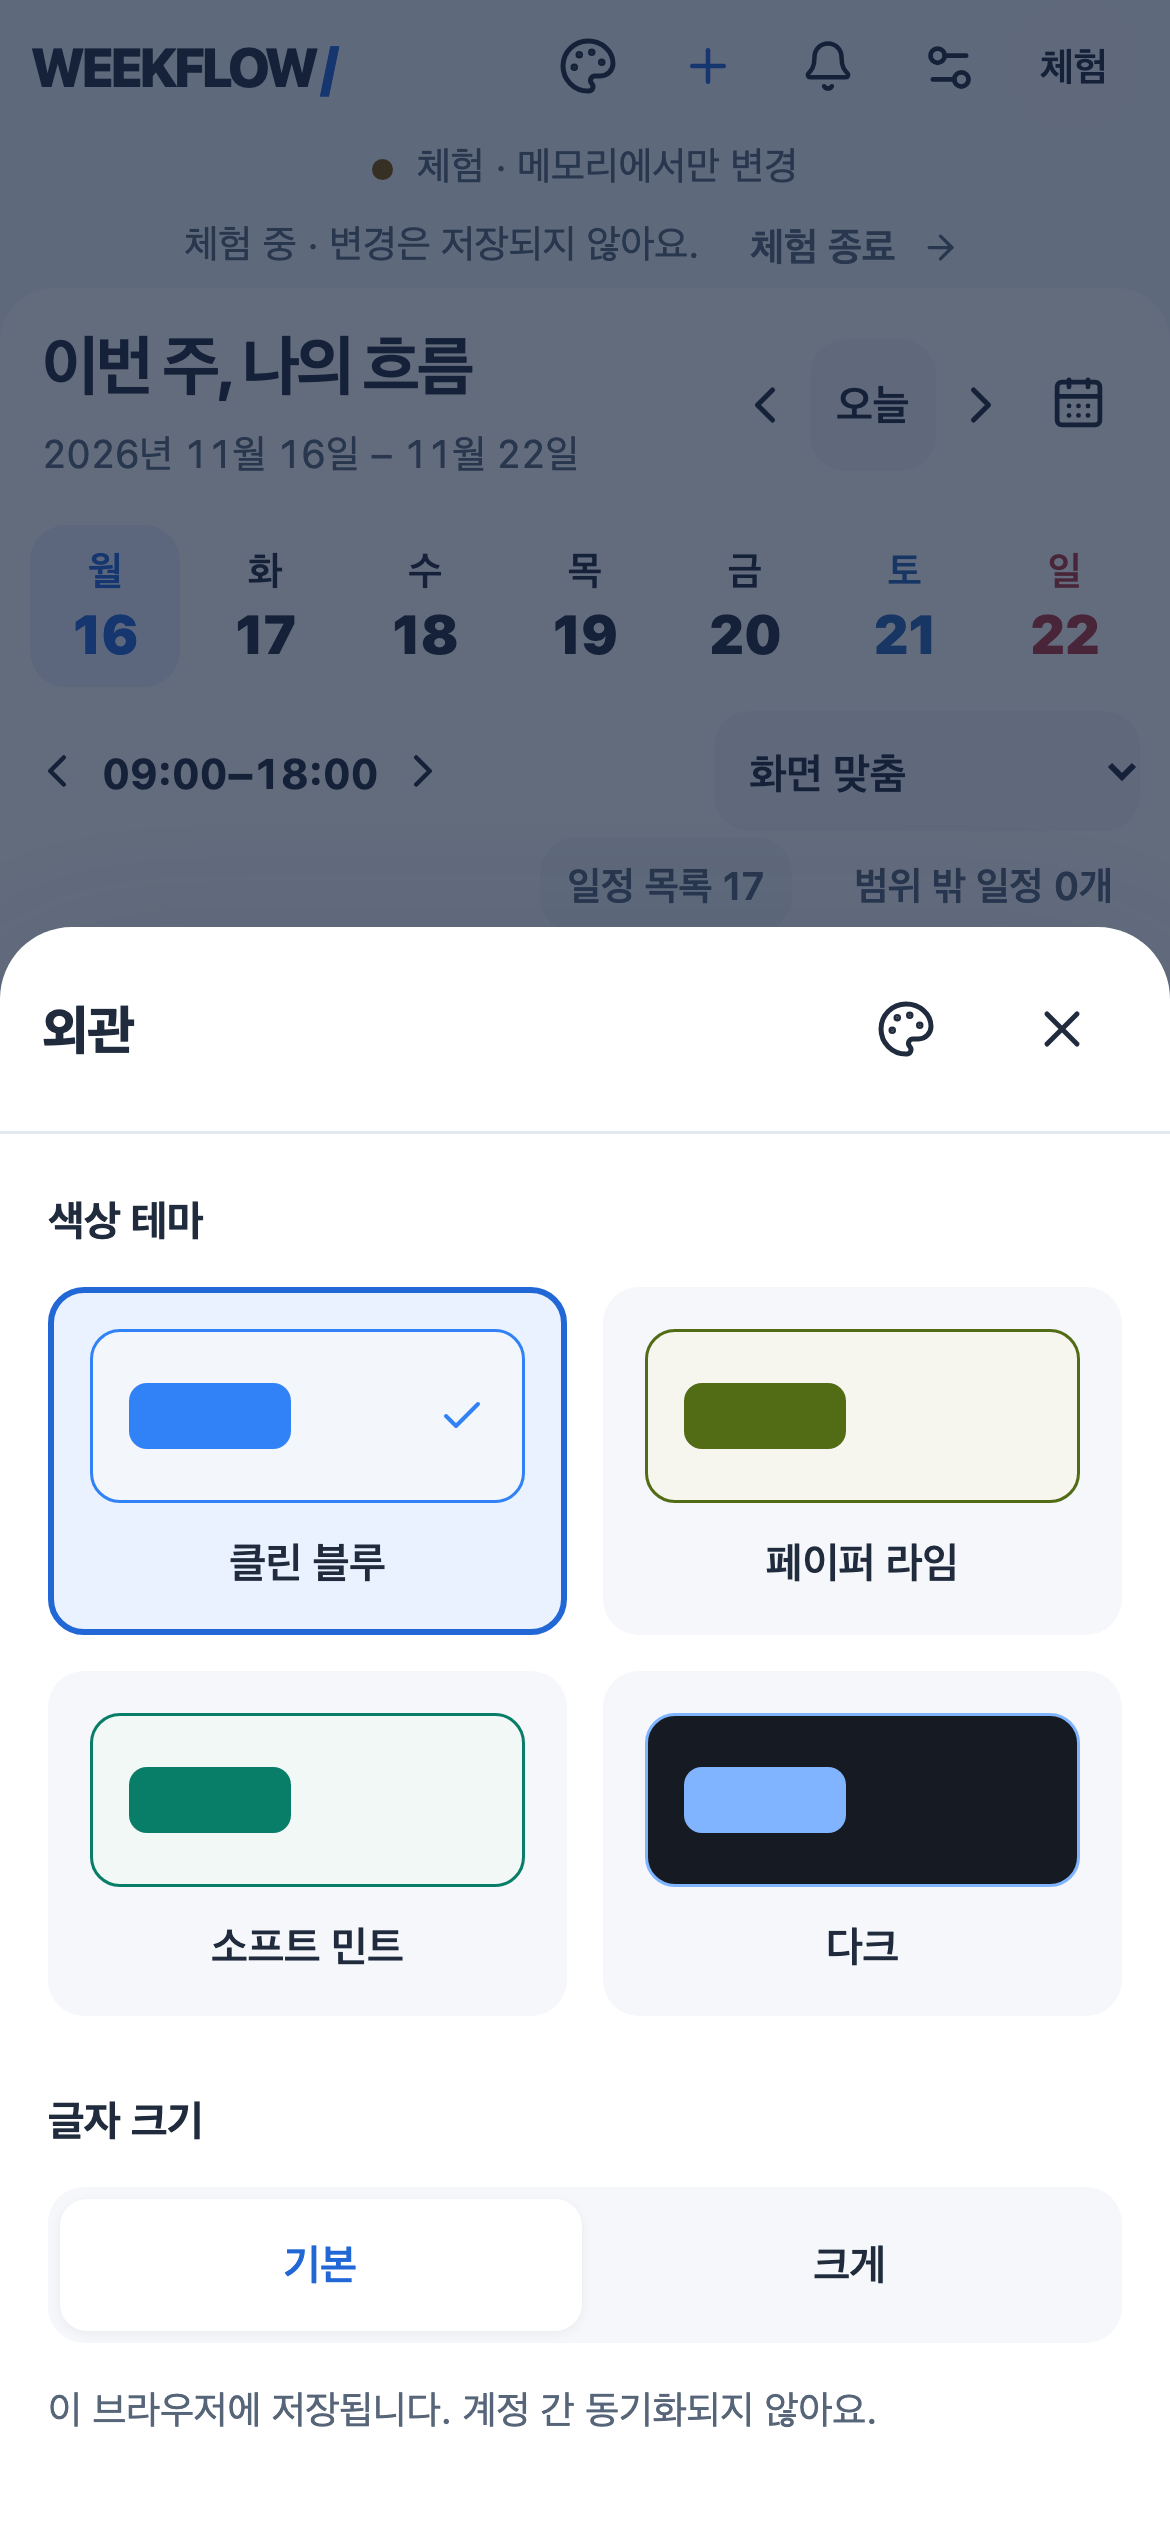 WEEKFLOW/
체험
체험 · 메모리에서만 변경
체험 중 · 변경은 저장되지 않아요. 체험 종료 →
이번 주, 나의 흐름
오늘
2026년 11월 16일 – 11월 22일
월 화 수 목 금 토 일
16 17 18 19 20 21 22
09:00–18:00
화면 맞춤
일정 목록 17 범위 밖 일정 0개
외관
색상 테마
클린 블루 페이퍼 라임
소프트 민트 다크
글자 크기
기본 크게
이 브라우저에 저장됩니다. 계정 간 동기화되지 않아요.